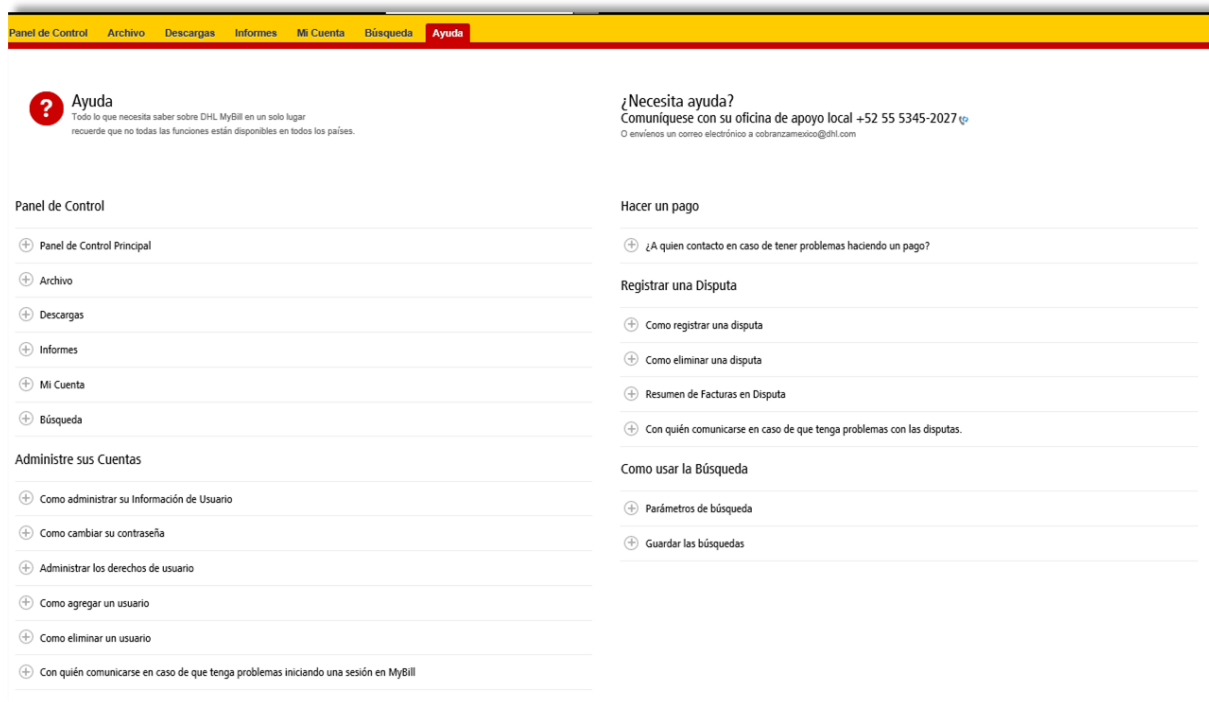 Panel de Control Archivo Descargas Informes Mi Cuenta Búsqueda Ayuda
? Ayuda
Todo lo que necesita saber sobre DHL MyBill en un solo lugar
recuerde que no todas las funciones están disponibles en todos los países.
¿Necesita ayuda?
Comuníquese con su oficina de apoyo local +52 55 5345-2027
O envíenos un correo electrónico a cobranzamexico@dhl.com
Panel de Control
Panel de Control Principal
Archivo
Descargas
Informes
Mi Cuenta
Búsqueda
Administre sus Cuentas
Como administrar su Información de Usuario
Como cambiar su contraseña
Administrar los derechos de usuario
Como agregar un usuario
Como eliminar un usuario
Con quién comunicarse en caso de que tenga problemas iniciando una sesión en MyBill
Hacer un pago
¿A quien contacto en caso de tener problemas haciendo un pago?
Registrar una Disputa
Como registrar una disputa
Como eliminar una disputa
Resumen de Facturas en Disputa
Con quién comunicarse en caso de que tenga problemas con las disputas.
Como usar la Búsqueda
Parámetros de búsqueda
Guardar las búsquedas